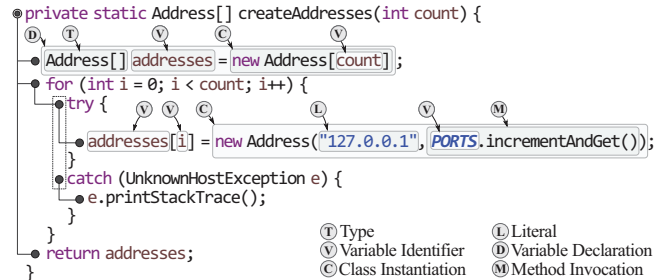 private static Address[] createAddresses(int count) {
D T V C V
Address[] addresses = new Address[count] ;
for (int i = 0; i < count; i++) {
try {
V V C L V M
addresses[i] = new Address("127.0.0.1", PORTS.incrementAndGet());
}
catch (UnknownHostException e) {
e.printStackTrace();
}
}
return addresses;
}
T Type L Literal
V Variable Identifier D Variable Declaration
C Class Instantiation M Method Invocation